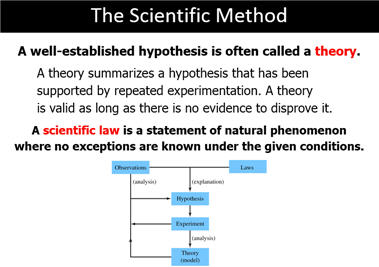 The Scientific Method
A well-established hypothesis is often called a theory.
A theory summarizes a hypothesis that has been
supported by repeated experimentation. A theory
is valid as long as there is no evidence to disprove it.
A scientific law is a statement of natural phenomenon
where no exceptions are known under the given conditions.
Observations
Laws
(analysis)
(explanation)
Hypothesis
Experiment
(analysis)
Theory
(model)